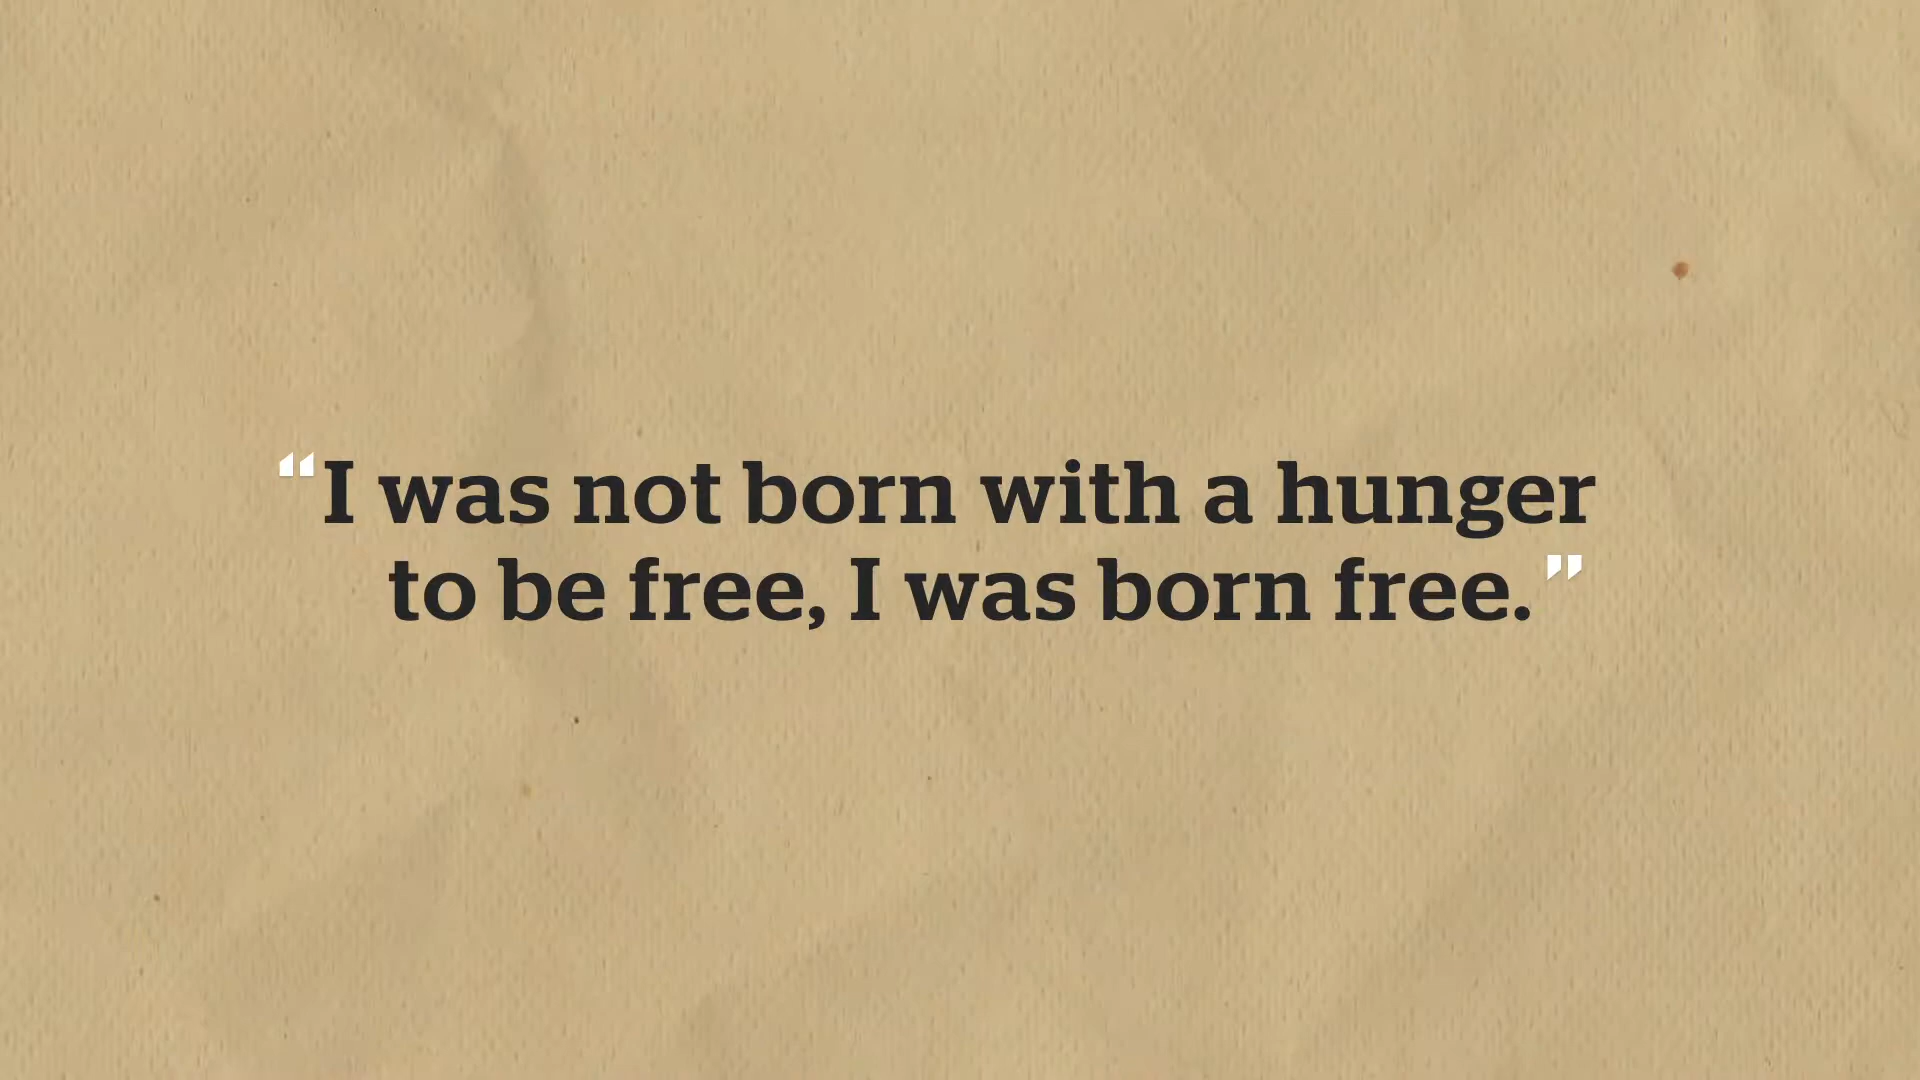 “I was not born with a hunger
to be free, I was born free.”